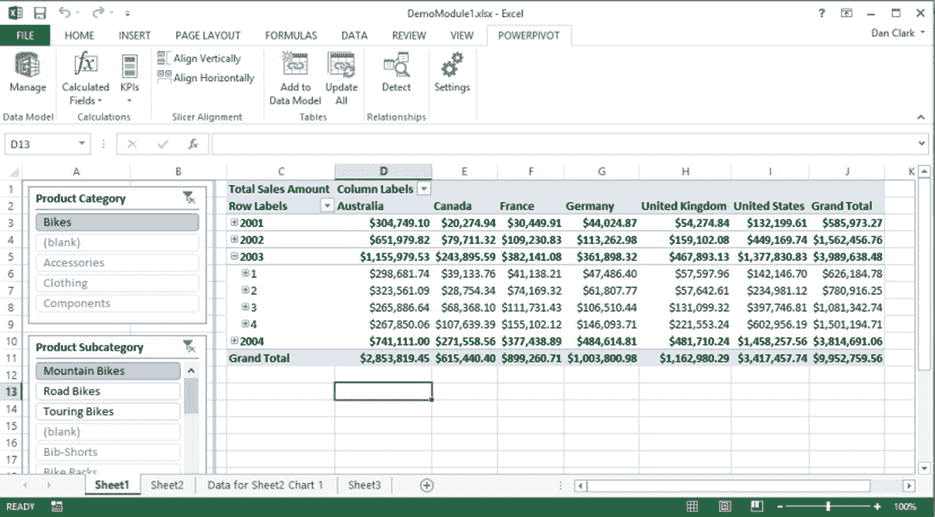 DemoModule1.xlsx - Excel
FILE HOME INSERT PAGE LAYOUT FORMULAS DATA REVIEW VIEW POWERPIVOT Dan Clark
Manage Calculated Fields KPIs Align Vertically Align Horizontally Add to Data Model Update All Detect Settings
Data Model Calculations Slicer Alignment Tables Relationships
D13 fx
A B C D E F G H I J K
1 Total Sales Amount Column Labels
2 Row Labels Australia Canada France Germany United Kingdom United States Grand Total
3 2001 $304,749.10 $20,274.94 $30,449.91 $44,024.87 $54,274.84 $132,199.61 $585,973.27
4 2002 $651,979.82 $79,711.32 $109,230.83 $113,262.98 $159,102.08 $449,169.74 $1,562,456.76
5 2003 $1,155,979.53 $243,895.59 $382,141.08 $361,898.32 $467,893.13 $1,377,830.83 $3,989,638.48
6 1 $298,681.74 $39,133.76 $41,138.21 $47,486.40 $57,597.96 $142,146.70 $626,184.78
7 2 $323,561.09 $28,754.34 $74,169.32 $61,807.77 $57,642.61 $234,981.12 $780,916.25
8 3 $265,886.64 $68,368.10 $111,731.43 $106,510.44 $131,099.32 $397,746.81 $1,081,342.74
9 4 $267,850.06 $107,639.39 $155,102.12 $146,093.71 $221,553.24 $602,956.19 $1,501,194.71
10 2004 $741,111.00 $271,558.56 $377,438.89 $484,614.81 $481,710.24 $1,458,257.56 $3,814,691.06
11 Grand Total $2,853,819.45 $615,440.40 $899,260.71 $1,003,800.98 $1,162,980.29 $3,417,457.74 $9,952,759.56
12
13
14
15
16
17
Product Category
Bikes
(blank)
Accessories
Clothing
Components
Product Subcategory
Mountain Bikes
Road Bikes
Touring Bikes
(blank)
Bib-Shorts
Bike Racks
Sheet1 Sheet2 Data for Sheet2 Chart 1 Sheet3
READY 100%